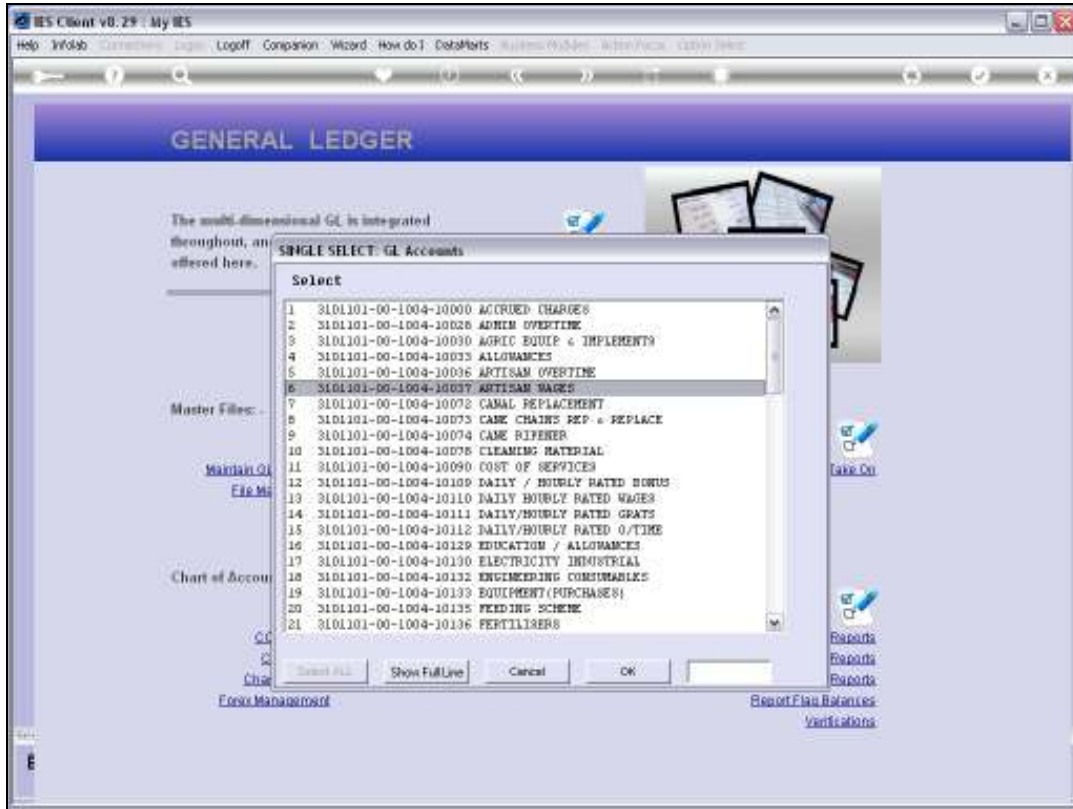 IES Client v8.29 : My IES
Help Infolab Logoff Companion Wizard How do I DataMarts
GENERAL LEDGER
The multi-dimensional GL is integrated
throughout, an
offered here.
SINGLE SELECT: GL Accounts
Select
1 3101101-00-1004-10000 ACCRUED CHARGES
2 3101101-00-1004-10028 ADMIN OVERTIME
3 3101101-00-1004-10030 AGRIC EQUIP & IMPLEMENTS
4 3101101-00-1004-10033 ALLOWANCES
5 3101101-00-1004-10036 ARTISAN OVERTIME
6 3101101-00-1004-10037 ARTISAN WAGES
7 3101101-00-1004-10072 CANAL REPLACEMENT
8 3101101-00-1004-10073 CANE CHAINS REP & REPLACE
9 3101101-00-1004-10074 CANE RIPENER
10 3101101-00-1004-10078 CLEANING MATERIAL
11 3101101-00-1004-10090 COST OF SERVICES
12 3101101-00-1004-10109 DAILY / HOURLY RATED BONUS
13 3101101-00-1004-10110 DAILY HOURLY RATED WAGES
14 3101101-00-1004-10111 DAILY/HOURLY RATED GRATS
15 3101101-00-1004-10112 DAILY/HOURLY RATED O/TIME
16 3101101-00-1004-10129 EDUCATION / ALLOWANCES
17 3101101-00-1004-10130 ELECTRICITY INDUSTRIAL
18 3101101-00-1004-10132 ENGINEERING CONSUMABLES
19 3101101-00-1004-10133 EQUIPMENT(PURCHASES)
20 3101101-00-1004-10135 FEEDING SCHEME
21 3101101-00-1004-10136 FERTILISERS
Select ALL Show Full Line Cancel OK
Master Files:
Maintain GL
File Ma
Take On
Chart of Accou
Reports
Reports
Char
Reports
Forex Management
Report Flag Balances
Verifications